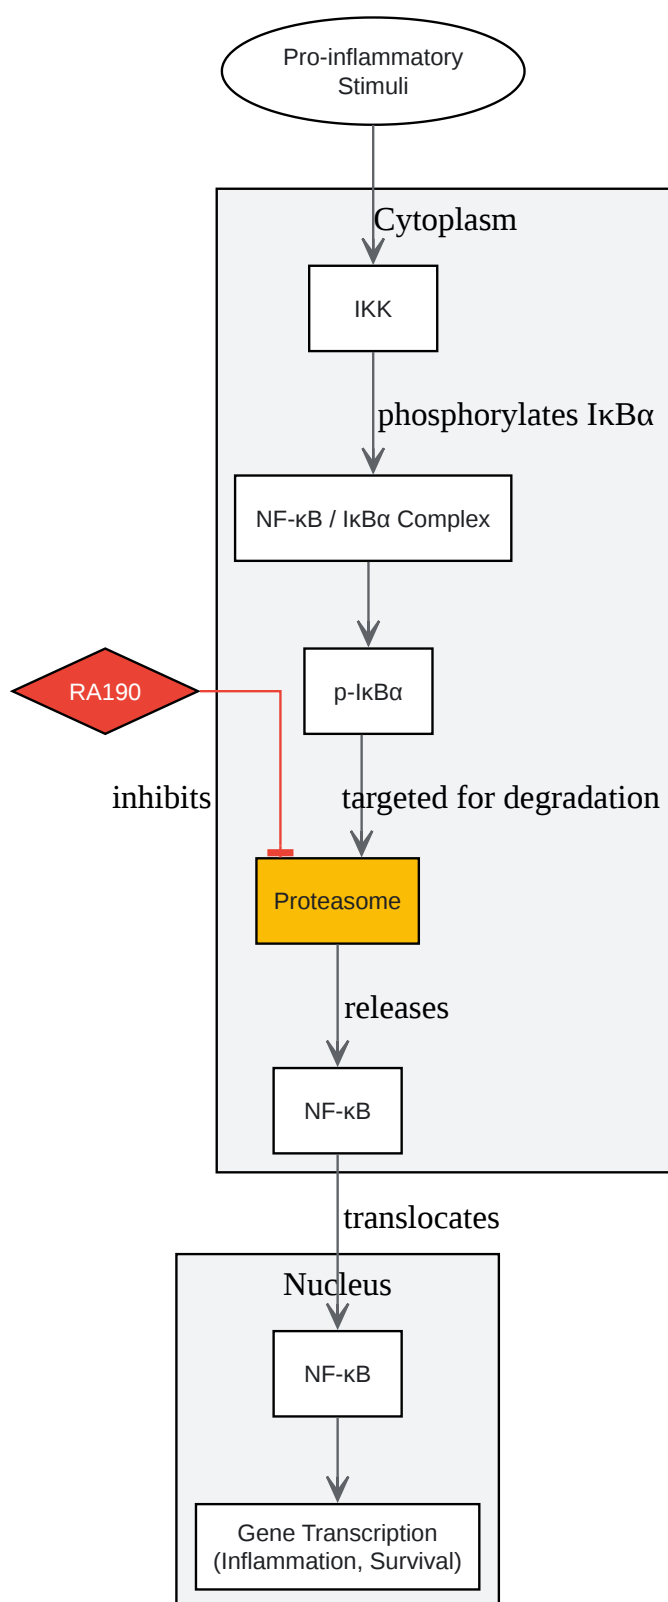 Pro-inflammatory
Stimuli
Cytoplasm
IKK
phosphorylates IκBα
NF-κB / IκBα Complex
RA190
p-IκBα
inhibits
targeted for degradation
Proteasome
releases
NF-κB
translocates
Nucleus
NF-κB
Gene Transcription
(Inflammation, Survival)